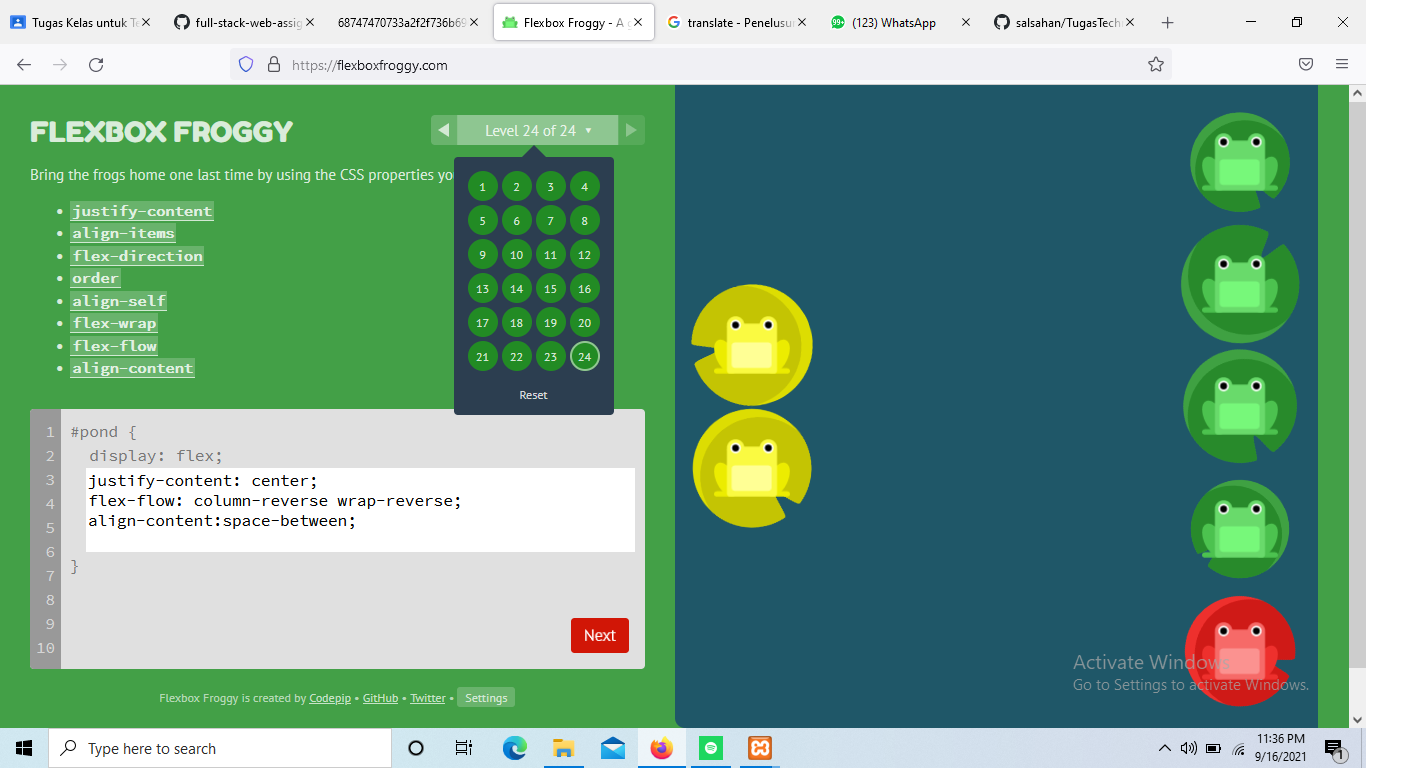 Tugas Kelas untuk Te
full-stack-web-assig
68747470733a2f2f736b69
Flexbox Froggy - A g
translate - Penelusur
99+ (123) WhatsApp
salsahan/TugasTech
https://flexboxfroggy.com
FLEXBOX FROGGY
Level 24 of 24
Bring the frogs home one last time by using the CSS properties yo
justify-content
align-items
flex-direction
order
align-self
flex-wrap
flex-flow
align-content
1 2 3 4
5 6 7 8
9 10 11 12
13 14 15 16
17 18 19 20
21 22 23 24
Reset
1 #pond {
2 display: flex;
3 justify-content: center;
4 flex-flow: column-reverse wrap-reverse;
5 align-content:space-between;
6
7 }
8
9
10
Next
Flexbox Froggy is created by Codepip • GitHub • Twitter • Settings
Activate Windows
Go to Settings to activate Windows.
Type here to search
11:36 PM
9/16/2021
1